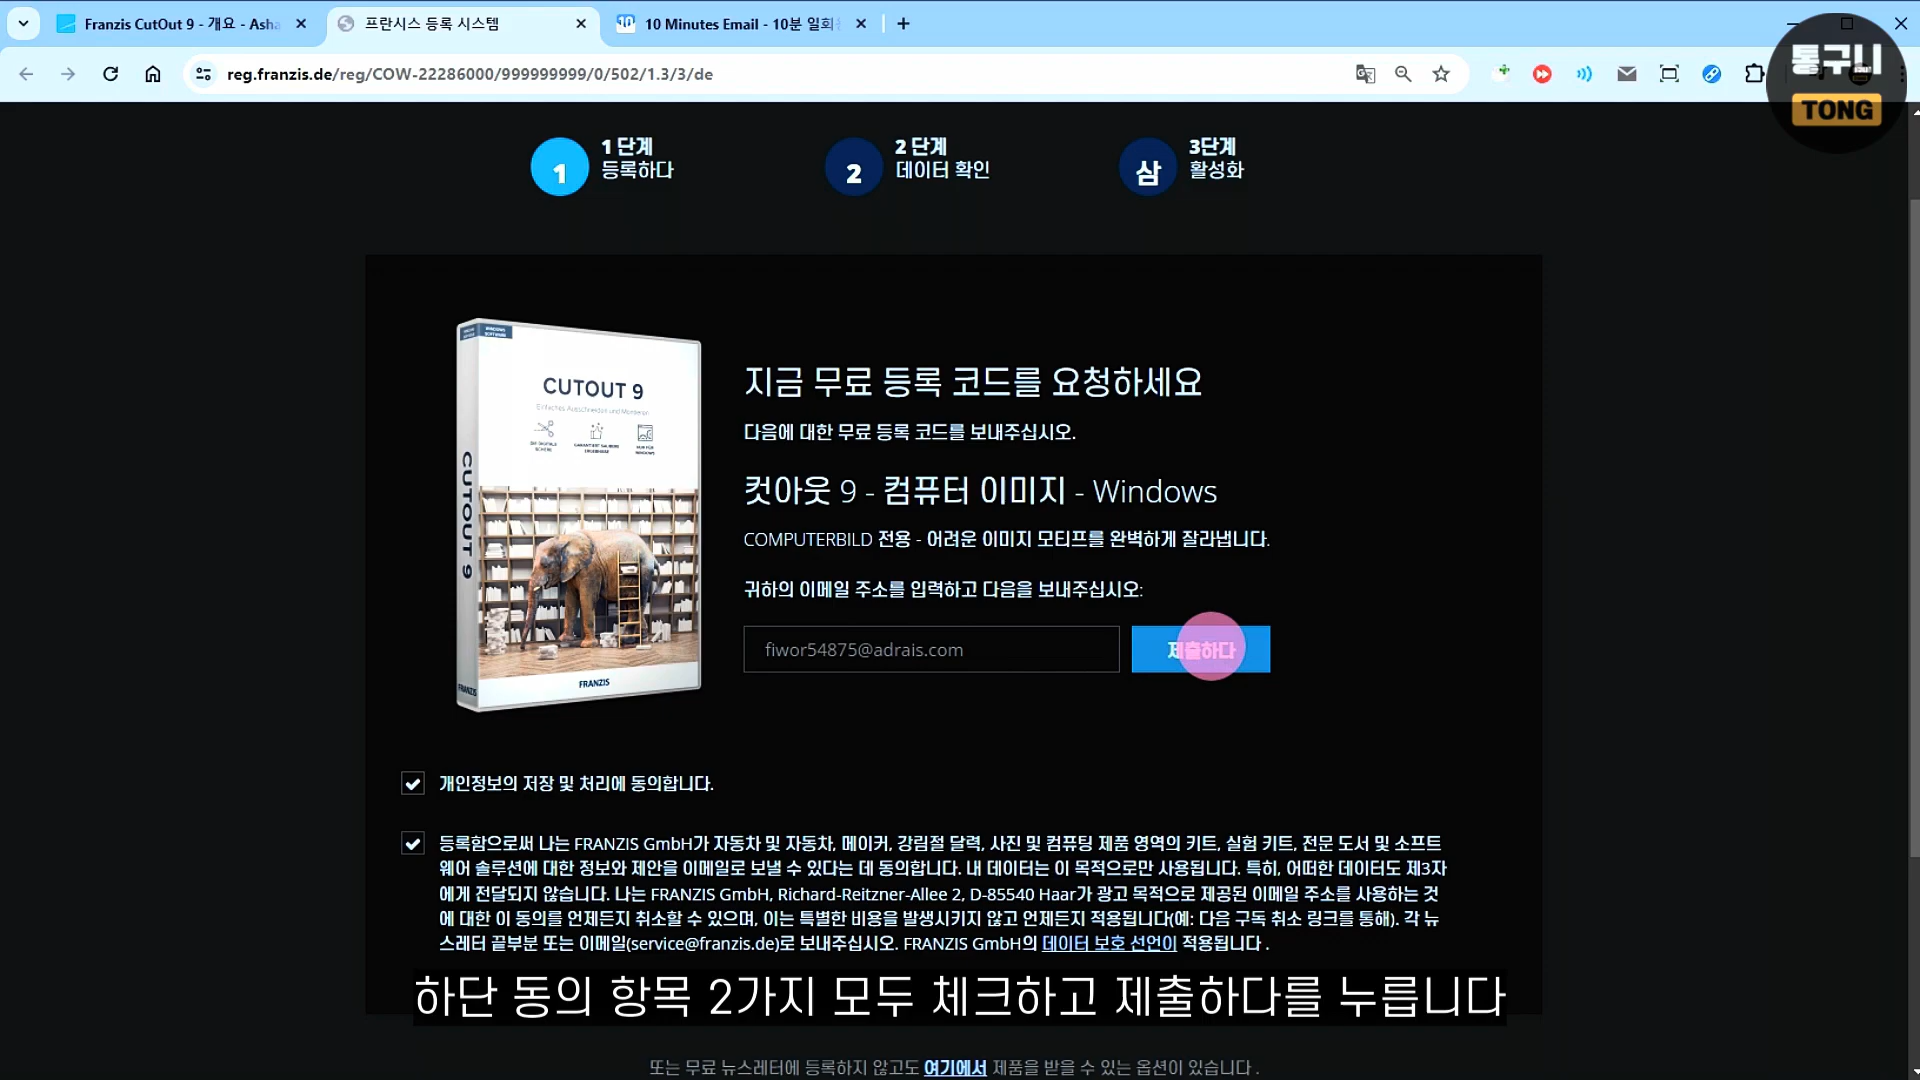 Franzis CutOut 9 - 개요 - Asha
프란시스 등록 시스템
10 Minutes Email - 10분 일회
reg.franzis.de/reg/COW-22286000/999999999/0/502/1.3/3/de
통구니
TONG
1
1 단계
등록하다
2
2 단계
데이터 확인
삼
3단계
활성화
CUTOUT 9
Einfaches Ausschneiden und Montieren
CUTOUT 9
FRANZIS
FRANZIS
지금 무료 등록 코드를 요청하세요
다음에 대한 무료 등록 코드를 보내주십시오.
컷아웃 9 - 컴퓨터 이미지 - Windows
COMPUTERBILD 전용 - 어려운 이미지 모티프를 완벽하게 잘라냅니다.
귀하의 이메일 주소를 입력하고 다음을 보내주십시오:
fiwor54875@adrais.com
제출하다
개인정보의 저장 및 처리에 동의합니다.
등록함으로써 나는 FRANZIS GmbH가 자동차 및 자동차, 메이커, 강림절 달력, 사진 및 컴퓨팅 제품 영역의 키트, 실험 키트, 전문 도서 및 소프트
웨어 솔루션에 대한 정보와 제안을 이메일로 보낼 수 있다는 데 동의합니다. 내 데이터는 이 목적으로만 사용됩니다. 특히, 어떠한 데이터도 제3자
에게 전달되지 않습니다. 나는 FRANZIS GmbH, Richard-Reitzner-Allee 2, D-85540 Haar가 광고 목적으로 제공된 이메일 주소를 사용하는 것
에 대한 이 동의를 언제든지 취소할 수 있으며, 이는 특별한 비용을 발생시키지 않고 언제든지 적용됩니다(예: 다음 구독 취소 링크를 통해). 각 뉴
스레터 끝부분 또는 이메일(service@franzis.de)로 보내주십시오. FRANZIS GmbH의 데이터 보호 선언이 적용됩니다 .
하단 동의 항목 2가지 모두 체크하고 제출하다를 누릅니다
또는 무료 뉴스레터에 등록하지 않고도 여기에서 제품을 받을 수 있는 옵션이 있습니다 .